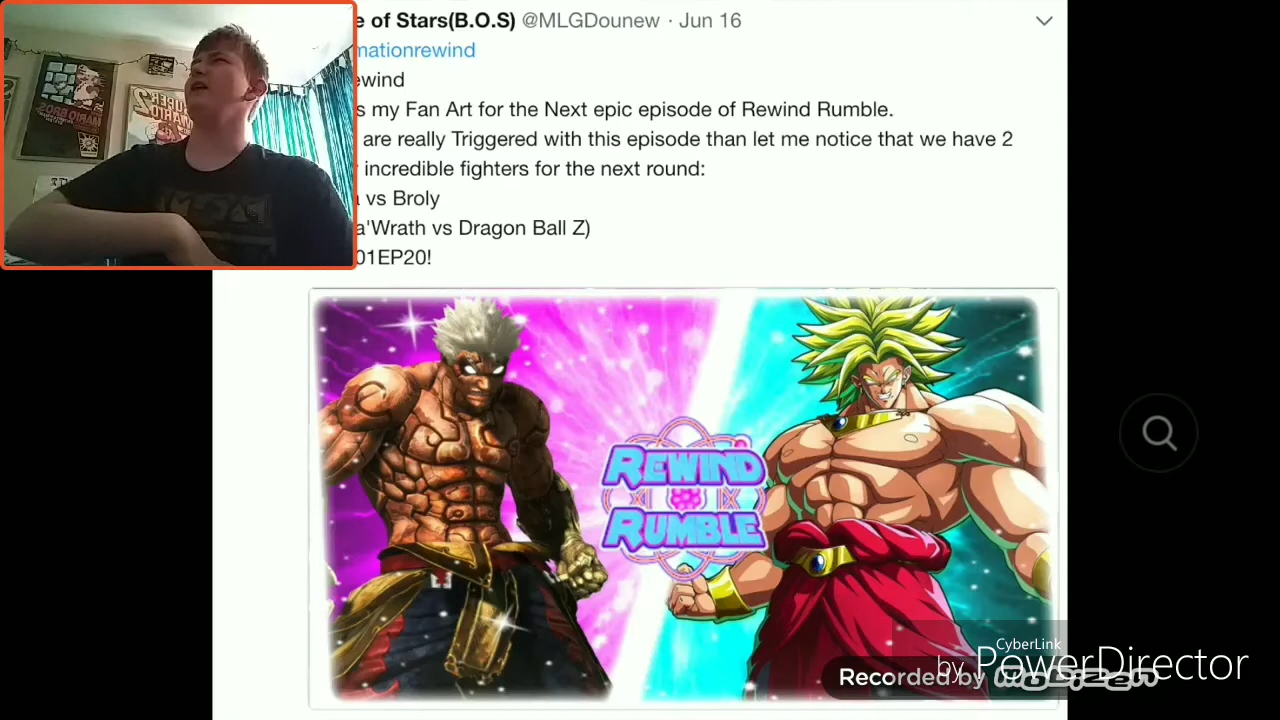 e of Stars(B.O.S) @MLGDounew · Jun 16
mationrewind
ewind
s my Fan Art for the Next epic episode of Rewind Rumble.
are really Triggered with this episode than let me notice that we have 2
incredible fighters for the next round:
vs Broly
a'Wrath vs Dragon Ball Z)
01EP20!
REWIND
RUMBLE
CyberLink
by PowerDirector
Recorded by